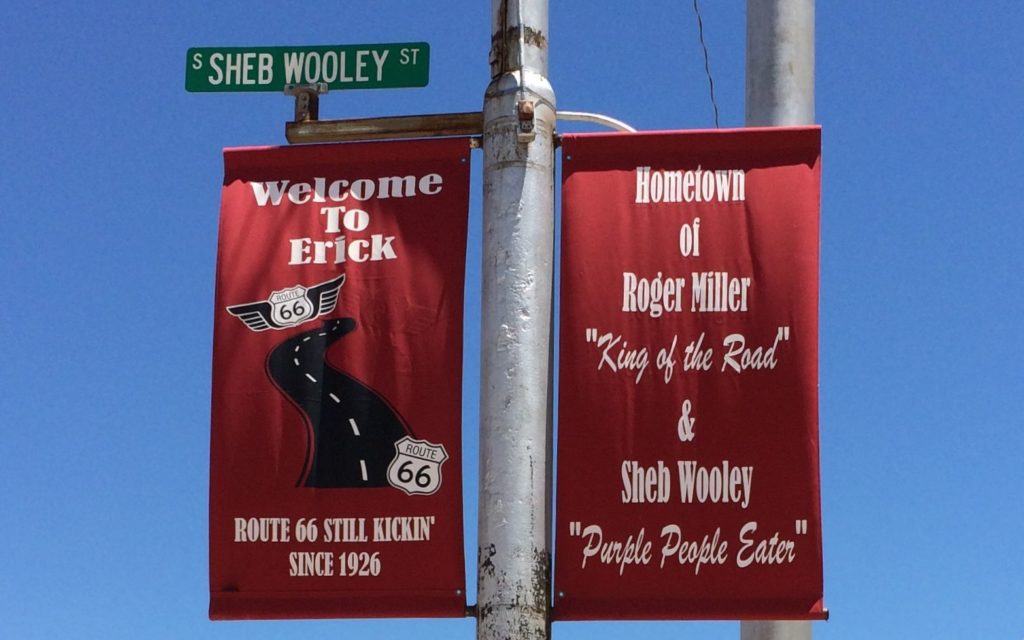 S SHEB WOOLEY ST
Welcome
To
Erick
ROUTE
66
ROUTE
66
ROUTE 66 STILL KICKIN'
SINCE 1926
Hometown
of
Roger Miller
"King of the Road"
&
Sheb Wooley
"Purple People Eater"